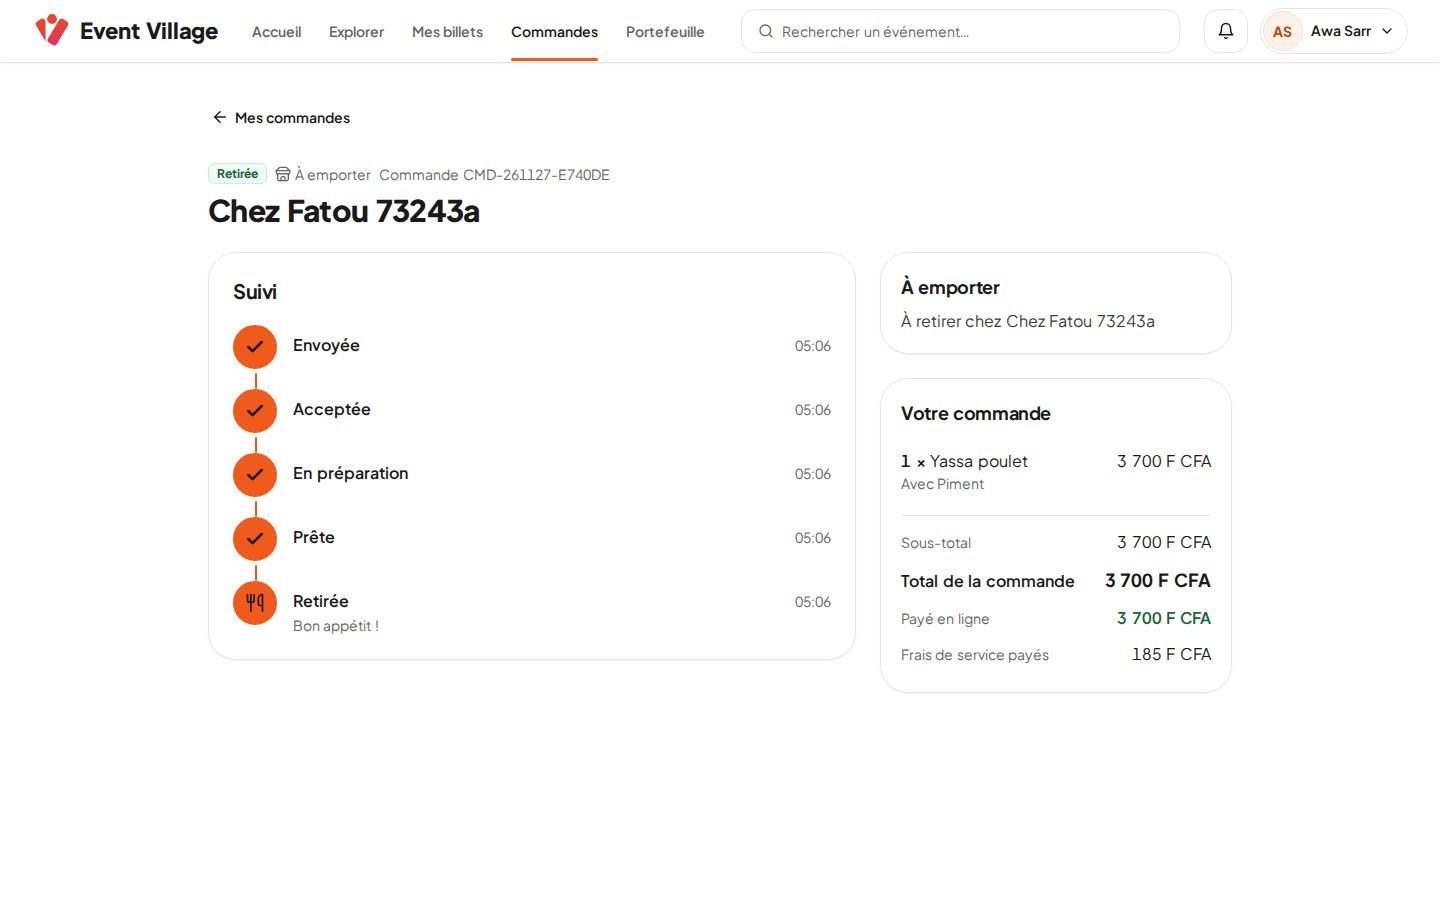 Event Village
Accueil
Explorer
Mes billets
Commandes
Portefeuille
Rechercher un événement…
AS
Awa Sarr
Mes commandes
Retirée À emporter Commande CMD-261127-E740DE
Chez Fatou 73243a
Suivi
Envoyée 05:06
Acceptée 05:06
En préparation 05:06
Prête 05:06
Retirée 05:06
Bon appétit !
À emporter
À retirer chez Chez Fatou 73243a
Votre commande
1 × Yassa poulet 3 700 F CFA
Avec Piment
Sous-total 3 700 F CFA
Total de la commande 3 700 F CFA
Payé en ligne 3 700 F CFA
Frais de service payés 185 F CFA